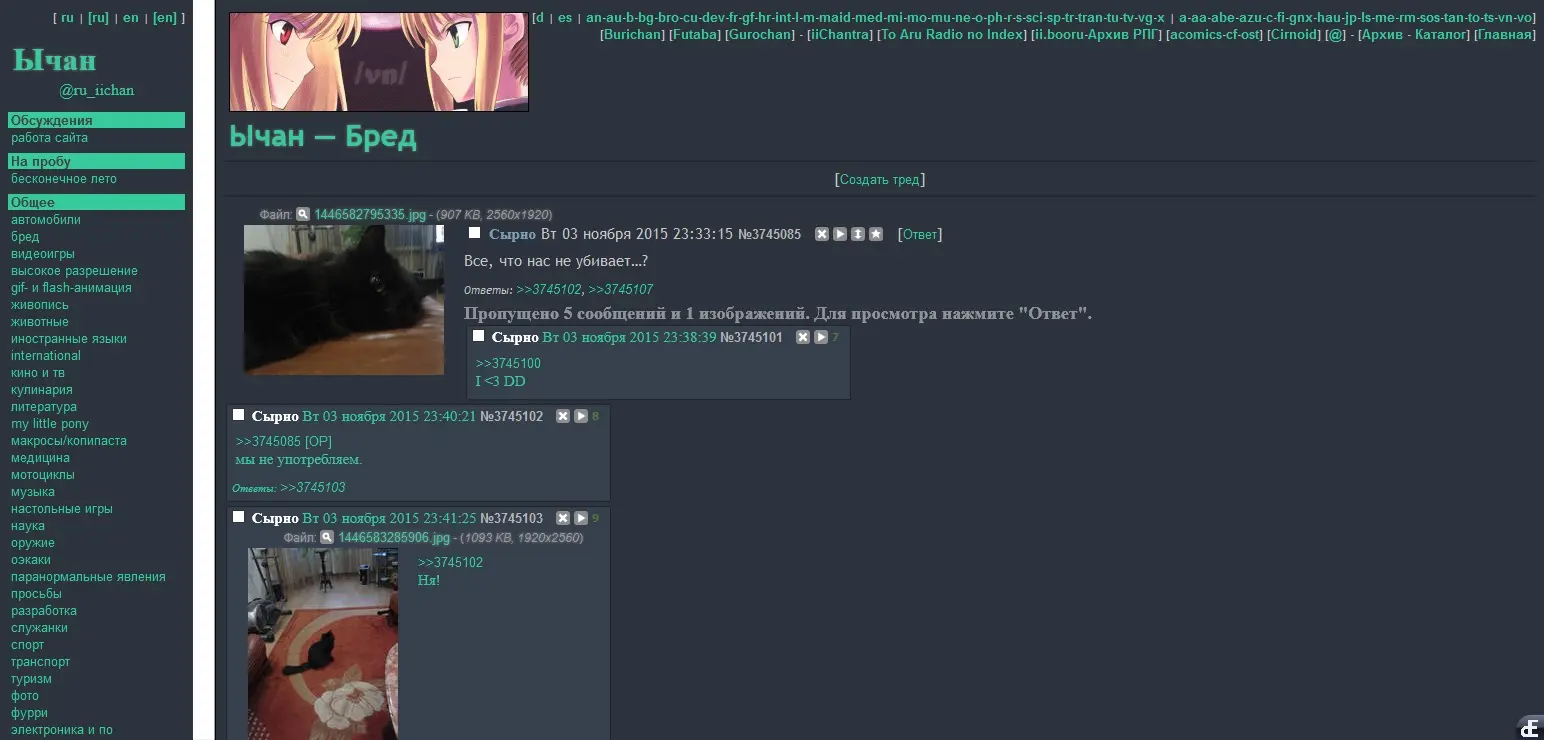 [ ru | [ru] | en | [en] ]
Ычан
@ru_iichan
Обсуждения
работа сайта
На пробу
бесконечное лето
Общее
автомобили
бред
видеоигры
высокое разрешение
gif- и flash-анимация
живопись
животные
иностранные языки
international
кино и тв
кулинария
литература
my little pony
макросы/копипаста
медицина
мотоциклы
музыка
настольные игры
наука
оружие
оэкаки
паранормальные явления
просьбы
разработка
служанки
спорт
транспорт
туризм
фото
фурри
электроника и по
/vn/
[d | es | an-au-b-bg-bro-cu-dev-fr-gf-hr-int-l-m-maid-med-mi-mo-mu-ne-o-ph-r-s-sci-sp-tr-tran-tu-tv-vg-x | a-aa-abe-azu-c-fi-gnx-hau-jp-ls-me-rm-sos-tan-to-ts-vn-vo]
[Burichan] [Futaba] [Gurochan] - [iiChantra] [To Aru Radio no Index] [ii.booru-Архив РПГ] [acomics-cf-ost] [Cirnoid] [@] - [Архив - Каталог] [Главная]
Ычан — Бред
[Создать тред]
Файл: 1446582795335.jpg - (907 KB, 2560x1920)
Сырно Вт 03 ноября 2015 23:33:15 №3745085 [Ответ]
Все, что нас не убивает...?
Ответы: >>3745102, >>3745107
Пропущено 5 сообщений и 1 изображений. Для просмотра нажмите "Ответ".
Сырно Вт 03 ноября 2015 23:38:39 №3745101 7
>>3745100
I <3 DD
Сырно Вт 03 ноября 2015 23:40:21 №3745102 8
>>3745085 [OP]
мы не употребляем.
Ответы: >>3745103
Сырно Вт 03 ноября 2015 23:41:25 №3745103 9
Файл: 1446583285906.jpg - (1093 KB, 1920x2560)
>>3745102
Ня!